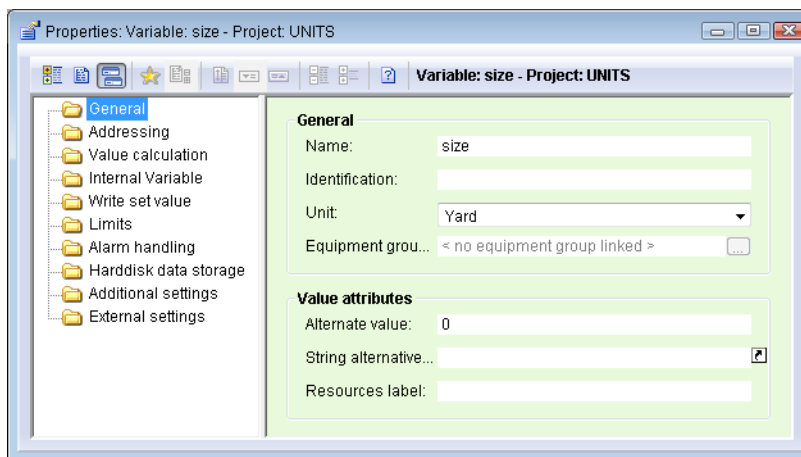 Properties: Variable: size - Project: UNITS
Variable: size - Project: UNITS
General
Addressing
Value calculation
Internal Variable
Write set value
Limits
Alarm handling
Harddisk data storage
Additional settings
External settings
General
Name: size
Identification:
Unit: Yard
Equipment grou... < no equipment group linked > ...
Value attributes
Alternate value: 0
String alternative...
Resources label: